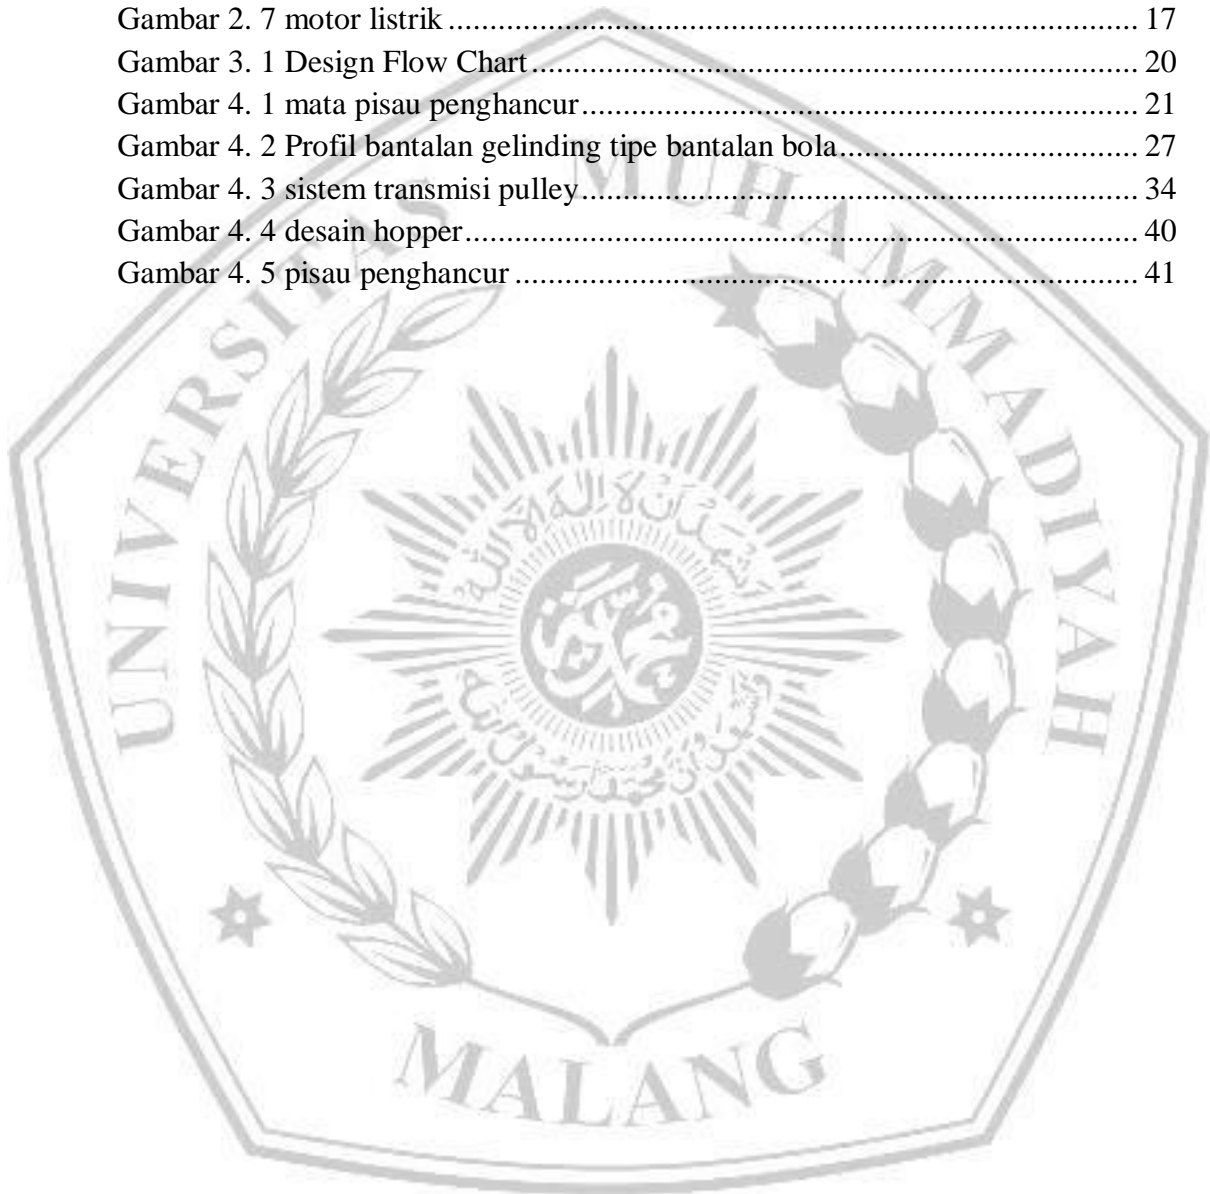 Gambar 2. 7 motor listrik ................................................................................... 17
Gambar 3. 1 Design Flow Chart ......................................................................... 20
Gambar 4. 1 mata pisau penghancur ................................................................... 21
Gambar 4. 2 Profil bantalan gelinding tipe bantalan bola .................................... 27
Gambar 4. 3 sistem transmisi pulley ................................................................... 34
Gambar 4. 4 desain hopper ................................................................................. 40
Gambar 4. 5 pisau penghancur ........................................................................... 41
UNIVERSITAS MUHAMMADIYAH
MALANG